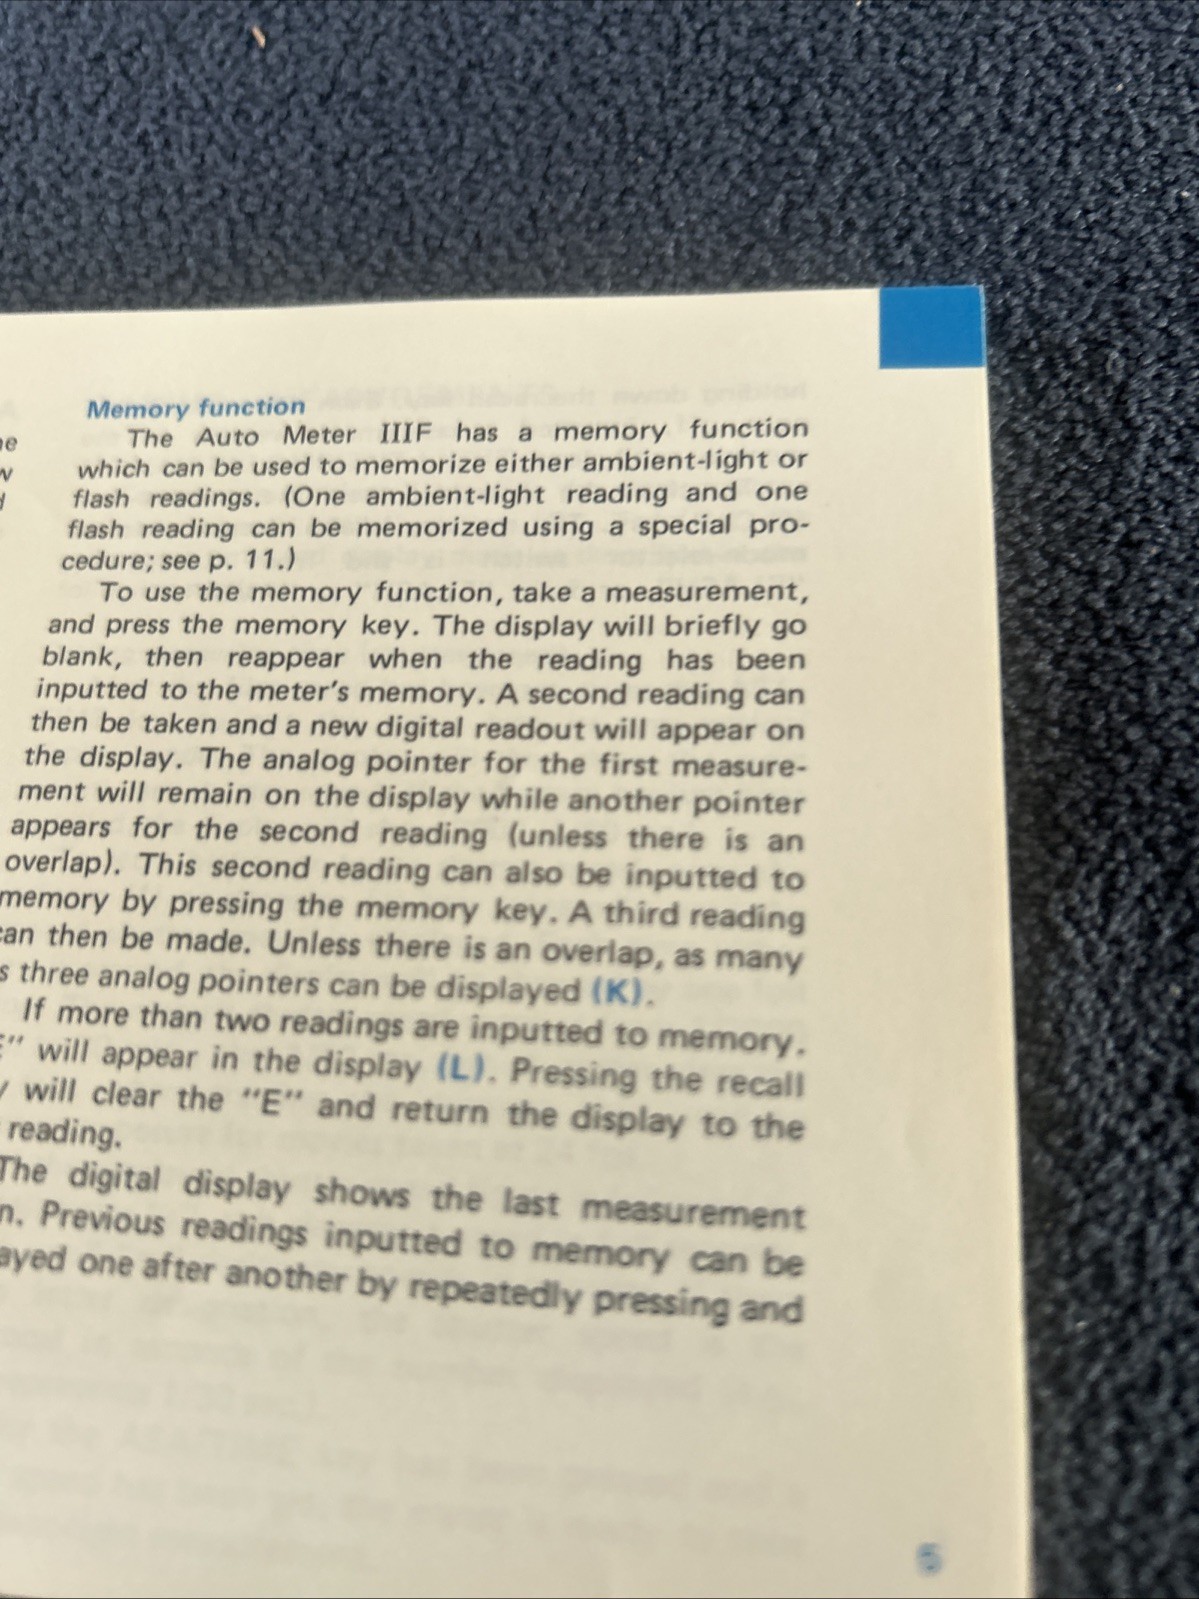 Memory function
The Auto Meter IIIF has a memory function
which can be used to memorize either ambient-light or
flash readings. (One ambient-light reading and one
flash reading can be memorized using a special pro-
cedure; see p. 11.)
To use the memory function, take a measurement,
and press the memory key. The display will briefly go
blank, then reappear when the reading has been
inputted to the meter's memory. A second reading can
then be taken and a new digital readout will appear on
the display. The analog pointer for the first measure-
ment will remain on the display while another pointer
appears for the second reading (unless there is an
overlap). This second reading can also be inputted to
memory by pressing the memory key. A third reading
an then be made. Unless there is an overlap, as many
s three analog pointers can be displayed (K).
If more than two readings are inputted to memory.
" will appear in the display (L). Pressing the recall
will clear the "E" and return the display to the
reading.
The digital display shows the last measurement
n. Previous readings inputted to memory can be
ayed one after another by repeatedly pressing and